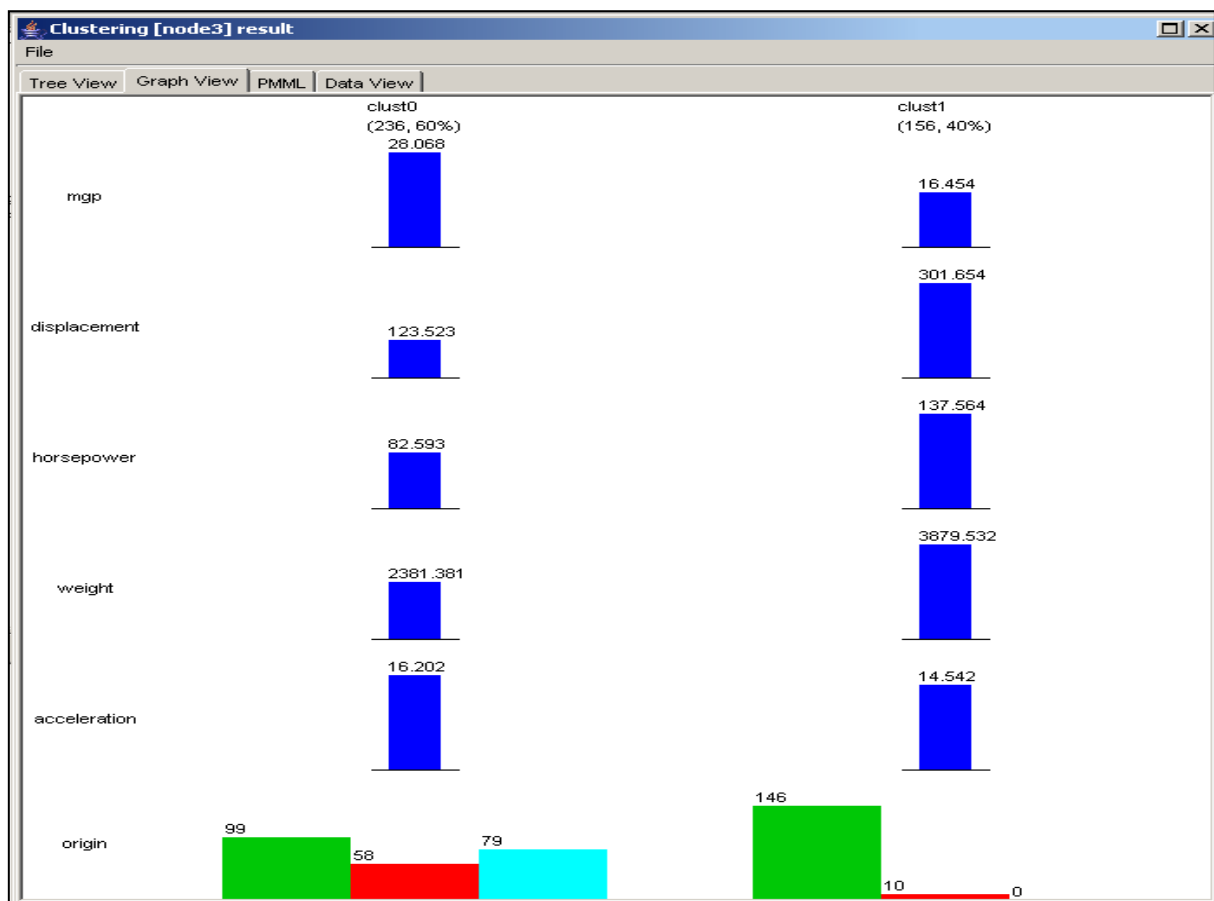 Clustering [node3] result
File
Tree View Graph View PMML Data View
clust0 clust1
(236, 60%) (156, 40%)
mgp 28.068 16.454
displacement 123.523 301.654
horsepower 82.593 137.564
weight 2381.381 3879.532
acceleration 16.202 14.542
origin 99 58 79 146 10 0